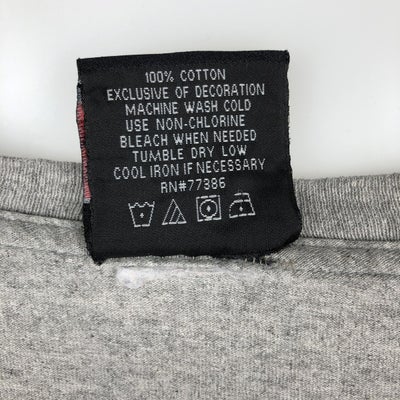 100% COTTON
EXCLUSIVE OF DECORATION
MACHINE WASH COLD
USE NON-CHLORINE
BLEACH WHEN NEEDED
TUMBLE DRY LOW
COOL IRON IF NECESSARY
RN#77386